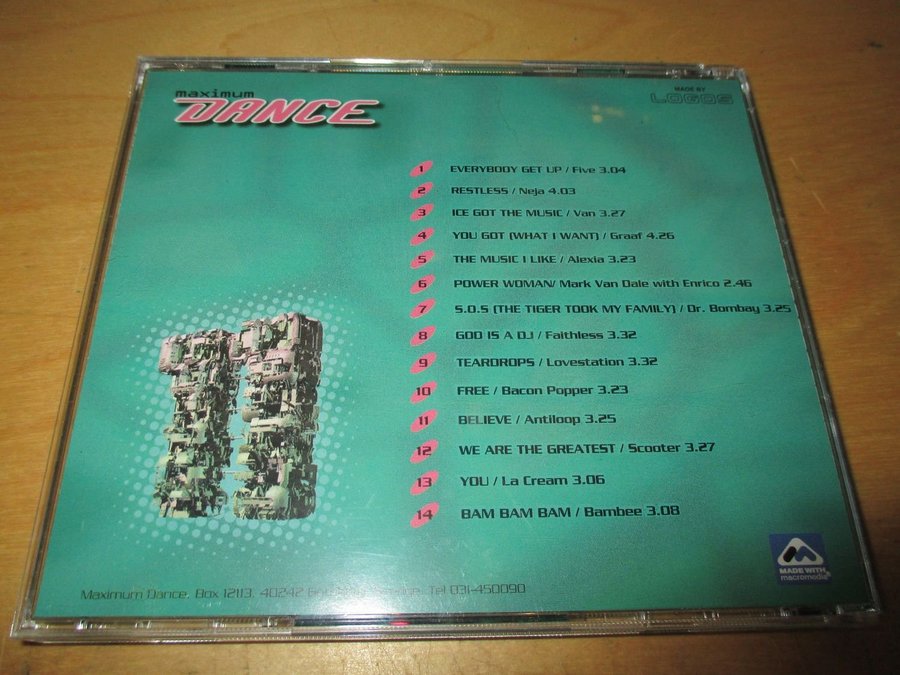 maximum
DANCE
MADE BY
LOGOS
1 EVERYBODY GET UP / Five 3.04
2 RESTLESS / Neja 4.03
3 ICE GOT THE MUSIC / Van 3.27
4 YOU GOT (WHAT I WANT) / Graaf 4.26
5 THE MUSIC I LIKE / Alexia 3.23
6 POWER WOMAN/ Mark Van Dale with Enrico 2.46
7 S.O.S (THE TIGER TOOK MY FAMILY) / Dr. Bombay 3.25
8 GOD IS A DJ / Faithless 3.32
9 TEARDROPS / Lovestation 3.32
10 FREE / Bacon Popper 3.23
11 BELIEVE / Antiloop 3.25
12 WE ARE THE GREATEST / Scooter 3.27
13 YOU / La Cream 3.06
14 BAM BAM BAM / Bambee 3.08
11
MADE WITH
macromedia
Maximum Dance, Box 12113, 40242 Tel 031-450090